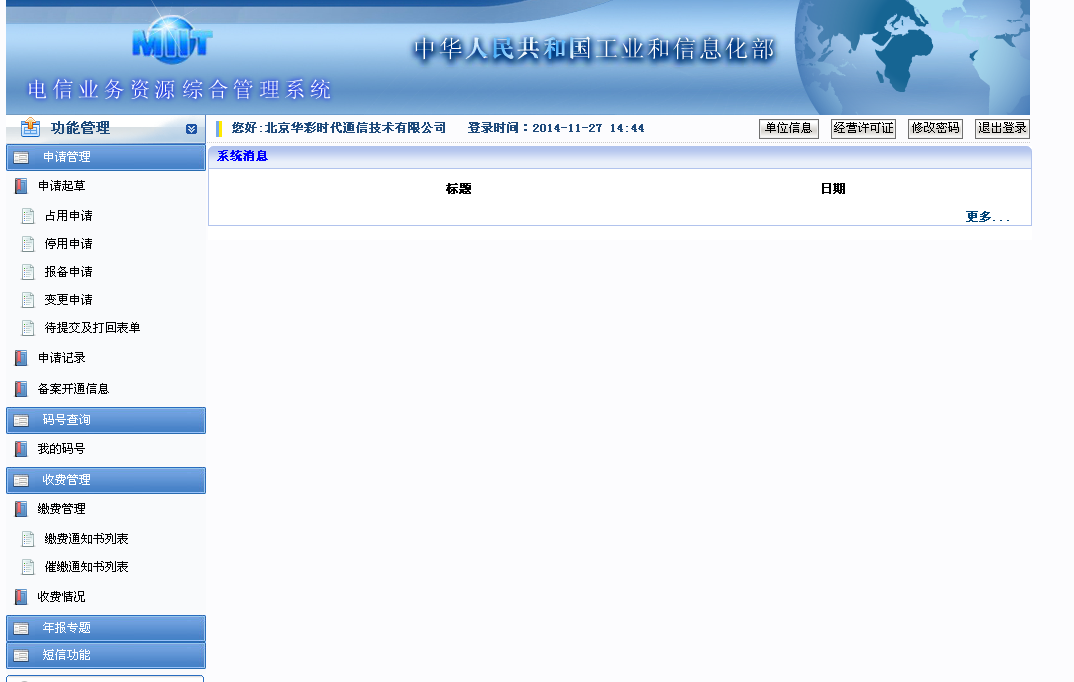 MIIT
中华人民共和国工业和信息化部
电信业务资源综合管理系统
功能管理
您好:北京华彩时代通信技术有限公司 登录时间：2014-11-27 14:44
单位信息 经营许可证 修改密码 退出登录
申请管理
申请起草
占用申请
停用申请
报备申请
变更申请
待提交及打回表单
申请记录
备案开通信息
码号查询
我的码号
收费管理
缴费管理
缴费通知书列表
催缴通知书列表
收费情况
年报专题
短信功能
系统消息
标题 日期
更多...